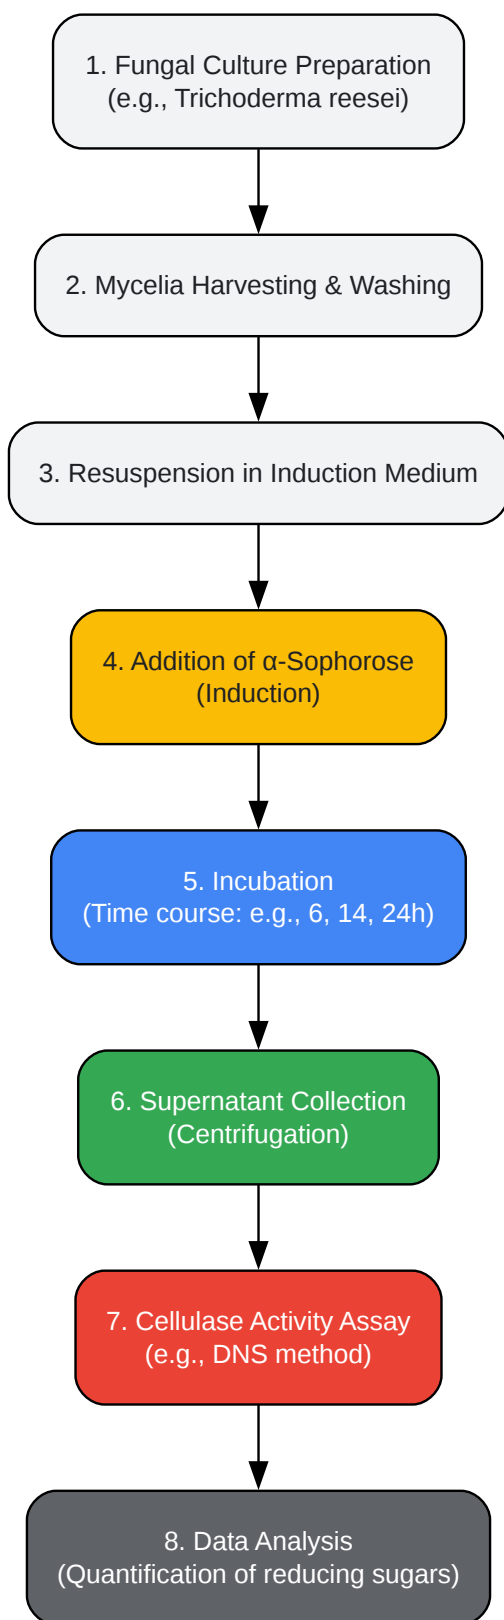 1. Fungal Culture Preparation
(e.g., Trichoderma reesei)
2. Mycelia Harvesting & Washing
3. Resuspension in Induction Medium
4. Addition of α-Sophorose
(Induction)
5. Incubation
(Time course: e.g., 6, 14, 24h)
6. Supernatant Collection
(Centrifugation)
7. Cellulase Activity Assay
(e.g., DNS method)
8. Data Analysis
(Quantification of reducing sugars)